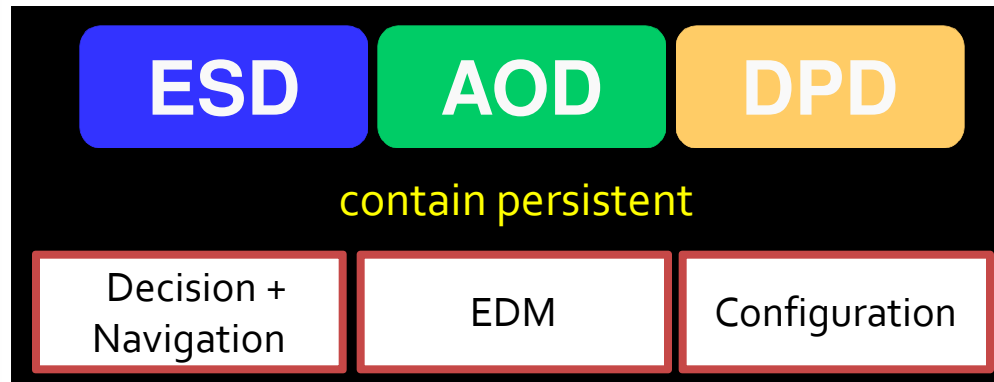 ESD AOD DPD
contain persistent
Decision +
Navigation
EDM
Configuration